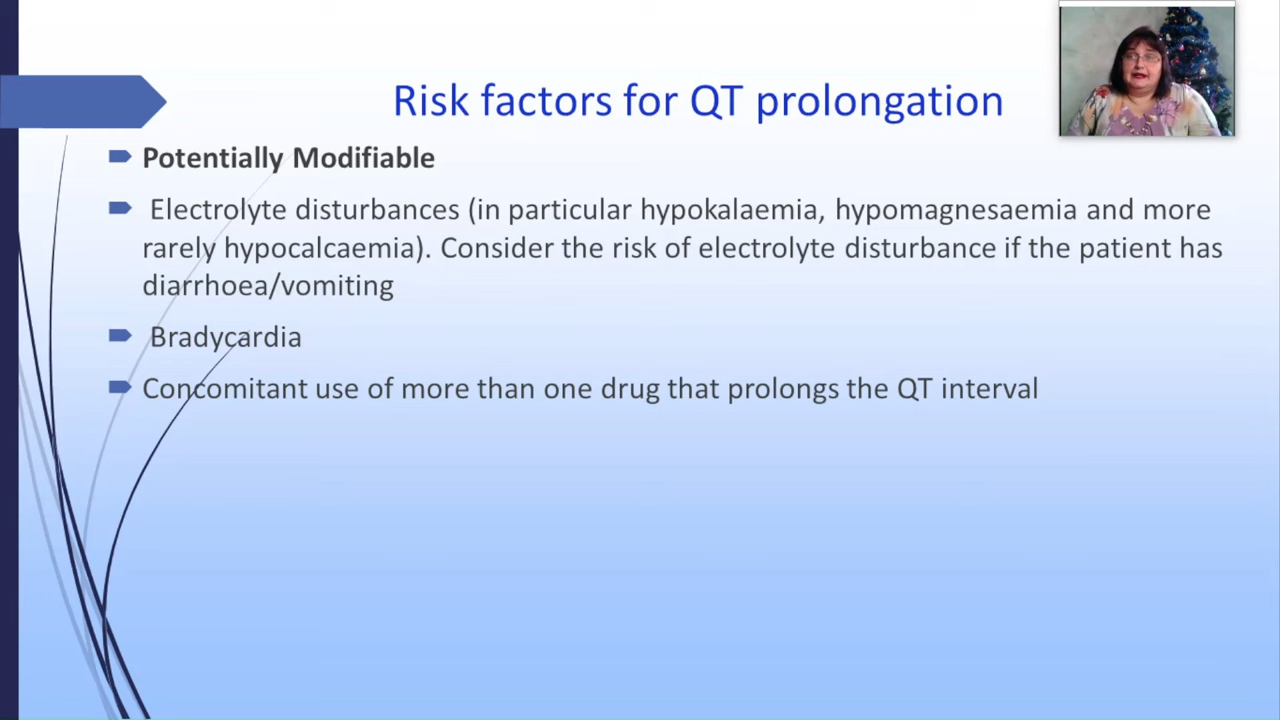 Risk factors for QT prolongation
Potentially Modifiable
Electrolyte disturbances (in particular hypokalaemia, hypomagnesaemia and more
rarely hypocalcaemia). Consider the risk of electrolyte disturbance if the patient has
diarrhoea/vomiting
Bradycardia
Concomitant use of more than one drug that prolongs the QT interval